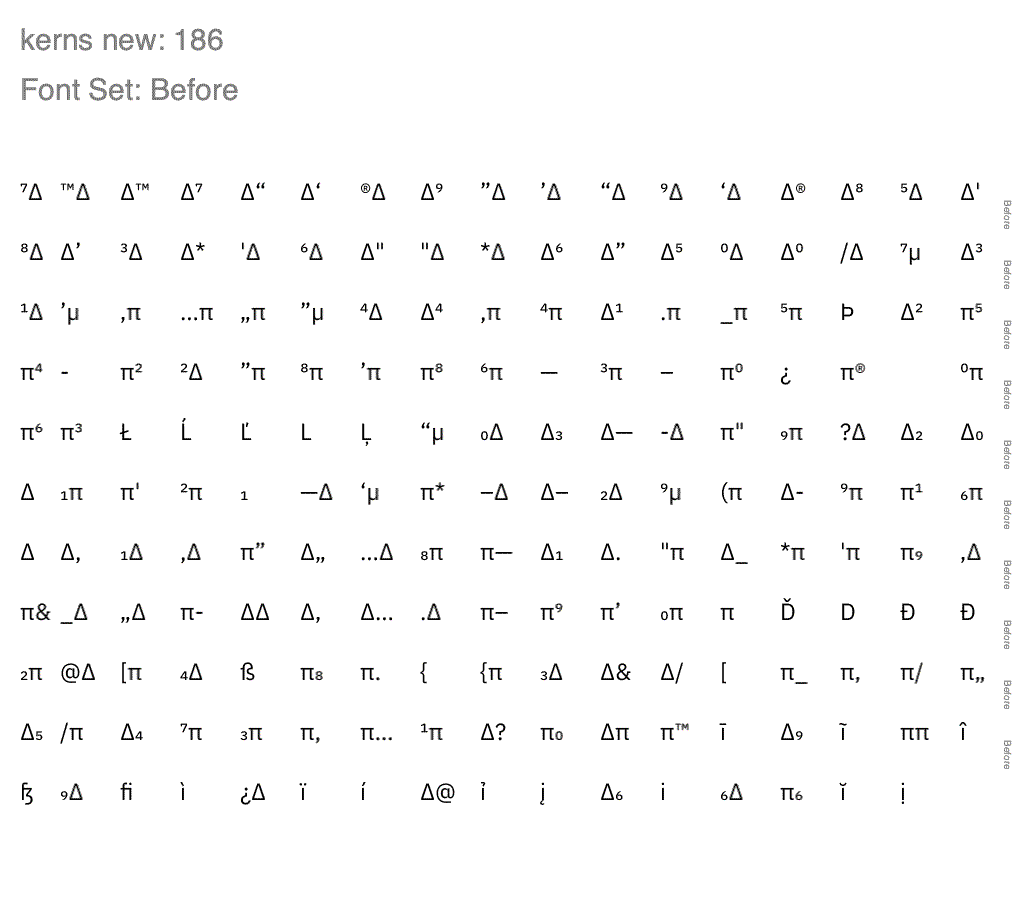 kerns new: 186
Font Set: Before
⁷Δ ™Δ Δ™ Δ⁷ Δ“ Δ‘ ®Δ Δ⁹ ”Δ ’Δ “Δ ⁹Δ ‘Δ Δ® Δ⁸ ⁵Δ Δ' Before
⁸Δ Δ’ ³Δ Δ* 'Δ ⁶Δ Δ" "Δ *Δ Δ⁶ Δ” Δ⁵ ⁰Δ Δ⁰ /Δ ⁷µ Δ³ Before
¹Δ ’µ ‚π …π „π ”µ ⁴Δ Δ⁴ ,π ⁴π Δ¹ .π _π ⁵π Þ Δ² π⁵ Before
π⁴ - π² ²Δ ”π ⁸π ’π π⁸ ⁶π — ³π – π⁰ ¿ π® ⁰π Before
π⁶ π³ Ł Ĺ Ľ L Ļ “µ ₀Δ Δ₃ Δ— -Δ π" ₉π ?Δ Δ₂ Δ₀ Before
Δ ₁π π' ²π ₁ —Δ ‘µ π* –Δ Δ– ₂Δ ⁹µ (π Δ- ⁹π π¹ ₆π Before
Δ Δ, ₁Δ ,Δ π” Δ„ …Δ ₈π π— Δ₁ Δ. "π Δ_ *π 'π π₉ ‚Δ Before
π& _Δ „Δ π- ΔΔ Δ‚ Δ… .Δ π– π⁹ π’ ₀π π Ď D Đ Ð Before
₂π @Δ [π ₄Δ ß π₈ π. { {π ₃Δ Δ& Δ/ [ π_ π, π/ π„ Before
Δ₅ /π Δ₄ ⁷π ₃π π‚ π… ¹π Δ? π₀ Δπ π™ ī Δ₉ ĩ ππ î Before
ꜩ ₉Δ ﬁ ì ¿Δ ï í Δ@ ỉ į Δ₆ i ₆Δ π₆ ĭ ị